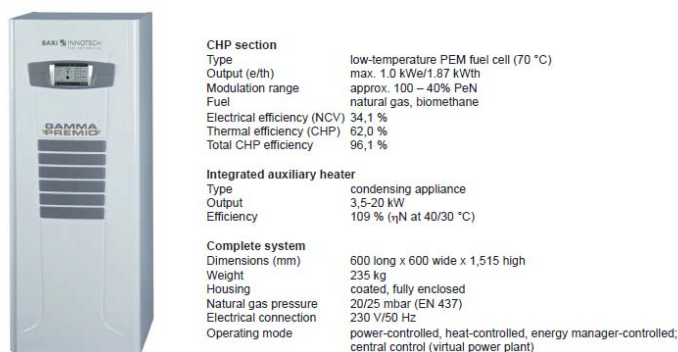 BAXI INNOTECH
GAMMA
PREMIO
CHP section
Type low-temperature PEM fuel cell (70 °C)
Output (e/th) max. 1.0 kWe/1.87 kWth
Modulation range approx. 100 – 40% PeN
Fuel natural gas, biomethane
Electrical efficiency (NCV) 34,1 %
Thermal efficiency (CHP) 62,0 %
Total CHP efficiency 96,1 %
Integrated auxiliary heater
Type condensing appliance
Output 3,5-20 kW
Efficiency 109 % (ηN at 40/30 °C)
Complete system
Dimensions (mm) 600 long x 600 wide x 1,515 high
Weight 235 kg
Housing coated, fully enclosed
Natural gas pressure 20/25 mbar (EN 437)
Electrical connection 230 V/50 Hz
Operating mode power-controlled, heat-controlled, energy manager-controlled;
central control (virtual power plant)